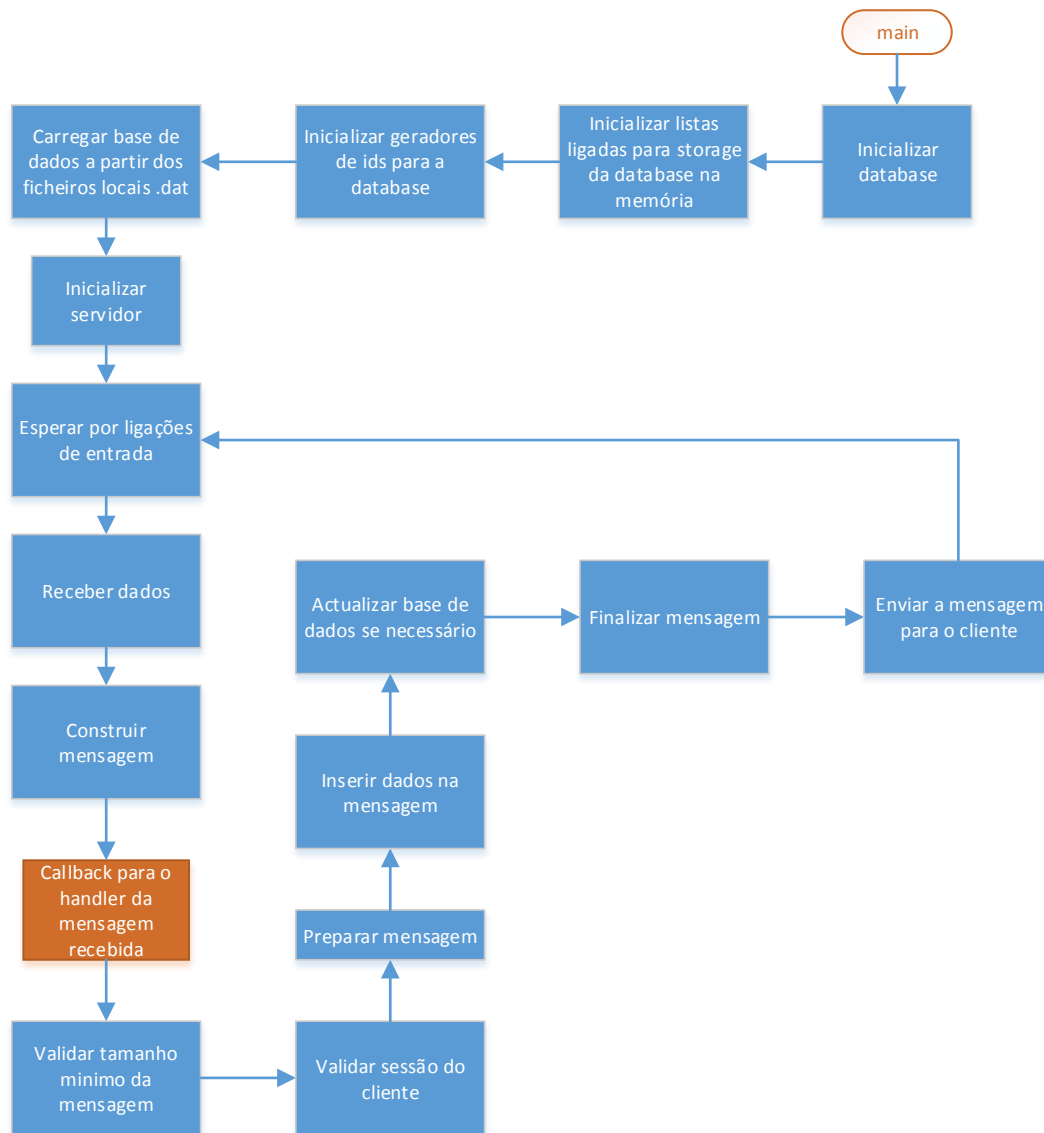 main
Inicializar
database
Inicializar listas
ligadas para storage
da database na
memória
Inicializar geradores
de ids para a
database
Carregar base de
dados a partir dos
ficheiros locais .dat
Inicializar
servidor
Esperar por ligações
de entrada
Receber dados
Construir
mensagem
Callback para o
handler da
mensagem
recebida
Validar tamanho
minimo da
mensagem
Validar sessão do
cliente
Preparar mensagem
Inserir dados na
mensagem
Actualizar base de
dados se necessário
Finalizar mensagem
Enviar a mensagem
para o cliente